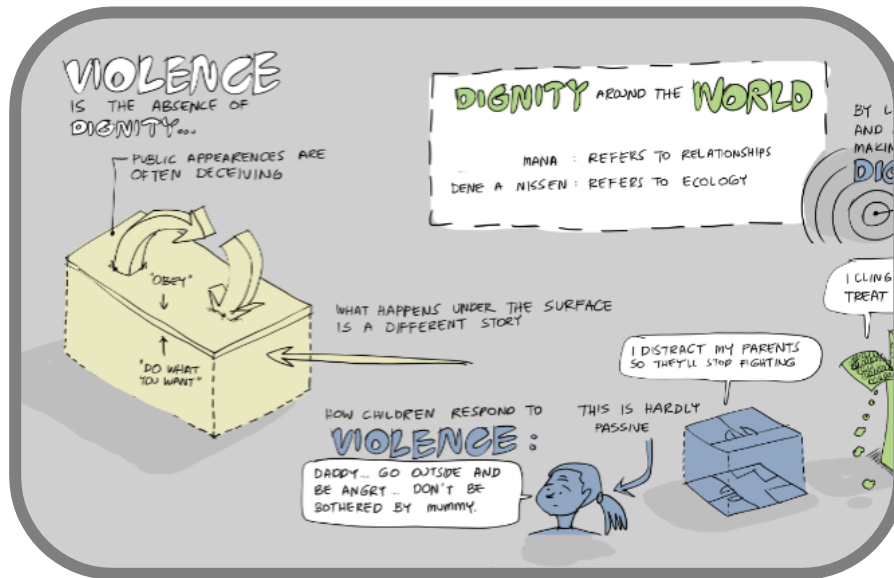 VIOLENCE
IS THE ABSENCE OF
DIGNITY...
PUBLIC APPEARENCES ARE
OFTEN DECEIVING
"OBEY"
"DO WHAT
YOU WANT"
WHAT HAPPENS UNDER THE SURFACE
IS A DIFFERENT STORY
DIGNITY AROUND THE WORLD
MANA : REFERS TO RELATIONSHIPS
DENE A NISSEN : REFERS TO ECOLOGY
BY L
AND
MAKIN
DIG
I CLING
TREAT
I DISTRACT MY PARENTS
SO THEY'LL STOP FIGHTING
HOW CHILDREN RESPOND TO
VIOLENCE :
THIS IS HARDLY
PASSIVE
DADDY... GO OUTSIDE AND
BE ANGRY... DON'T BE
BOTHERED BY MUMMY.